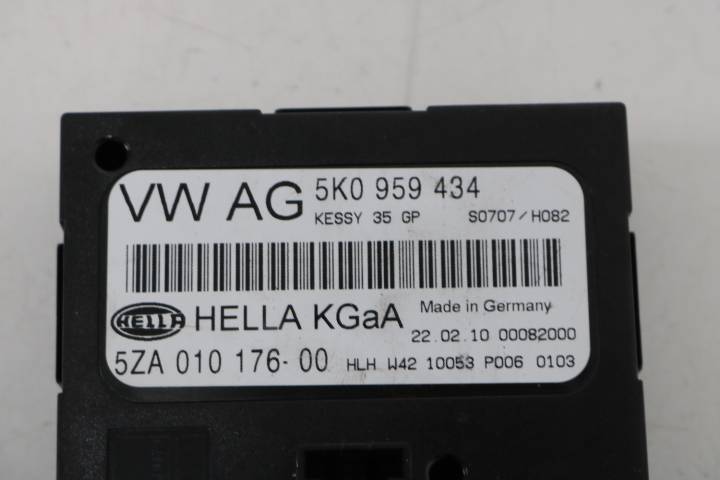 VW AG 5K0 959 434
KESSY 35 GP S0707/H082
HELLA HELLA KGaA Made in Germany
22.02.10 00082000
5ZA 010 176-00 HLH W42 10053 P006 0103